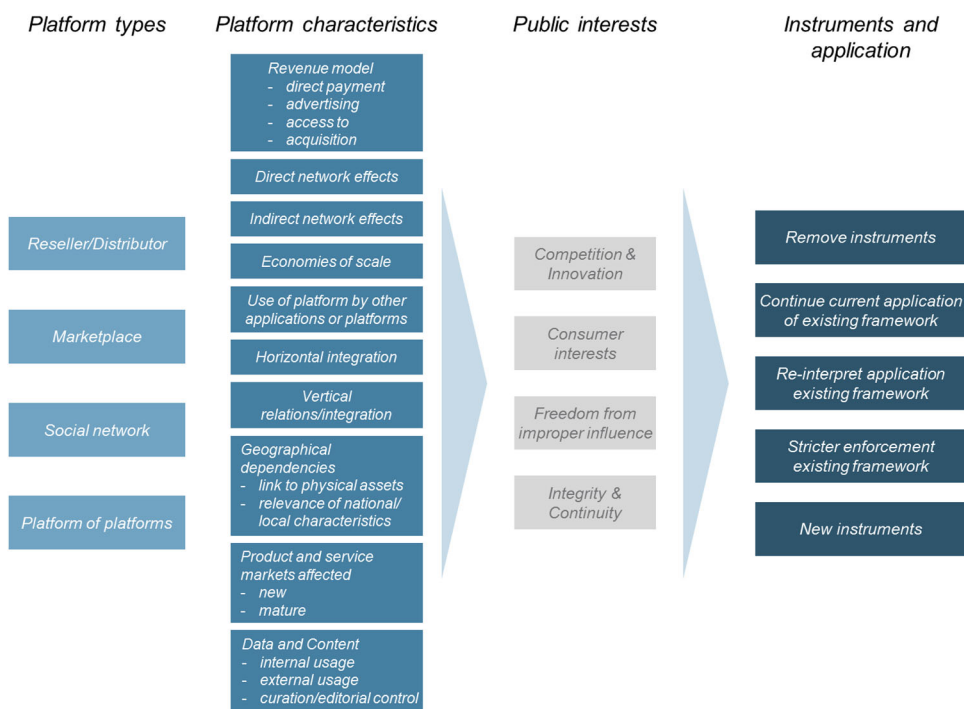 Platform types
Platform characteristics
Public interests
Instruments and
application
Reseller/Distributor
Marketplace
Social network
Platform of platforms
Revenue model
- direct payment
- advertising
- access to
- acquisition
Direct network effects
Indirect network effects
Economies of scale
Use of platform by other
applications or platforms
Horizontal integration
Vertical
relations/integration
Geographical
dependencies
- link to physical assets
- relevance of national/
local characteristics
Product and service
markets affected
- new
- mature
Data and Content
- internal usage
- external usage
- curation/editorial control
Competition &
Innovation
Consumer
interests
Freedom from
improper influence
Integrity &
Continuity
Remove instruments
Continue current application
of existing framework
Re-interpret application
existing framework
Stricter enforcement
existing framework
New instruments